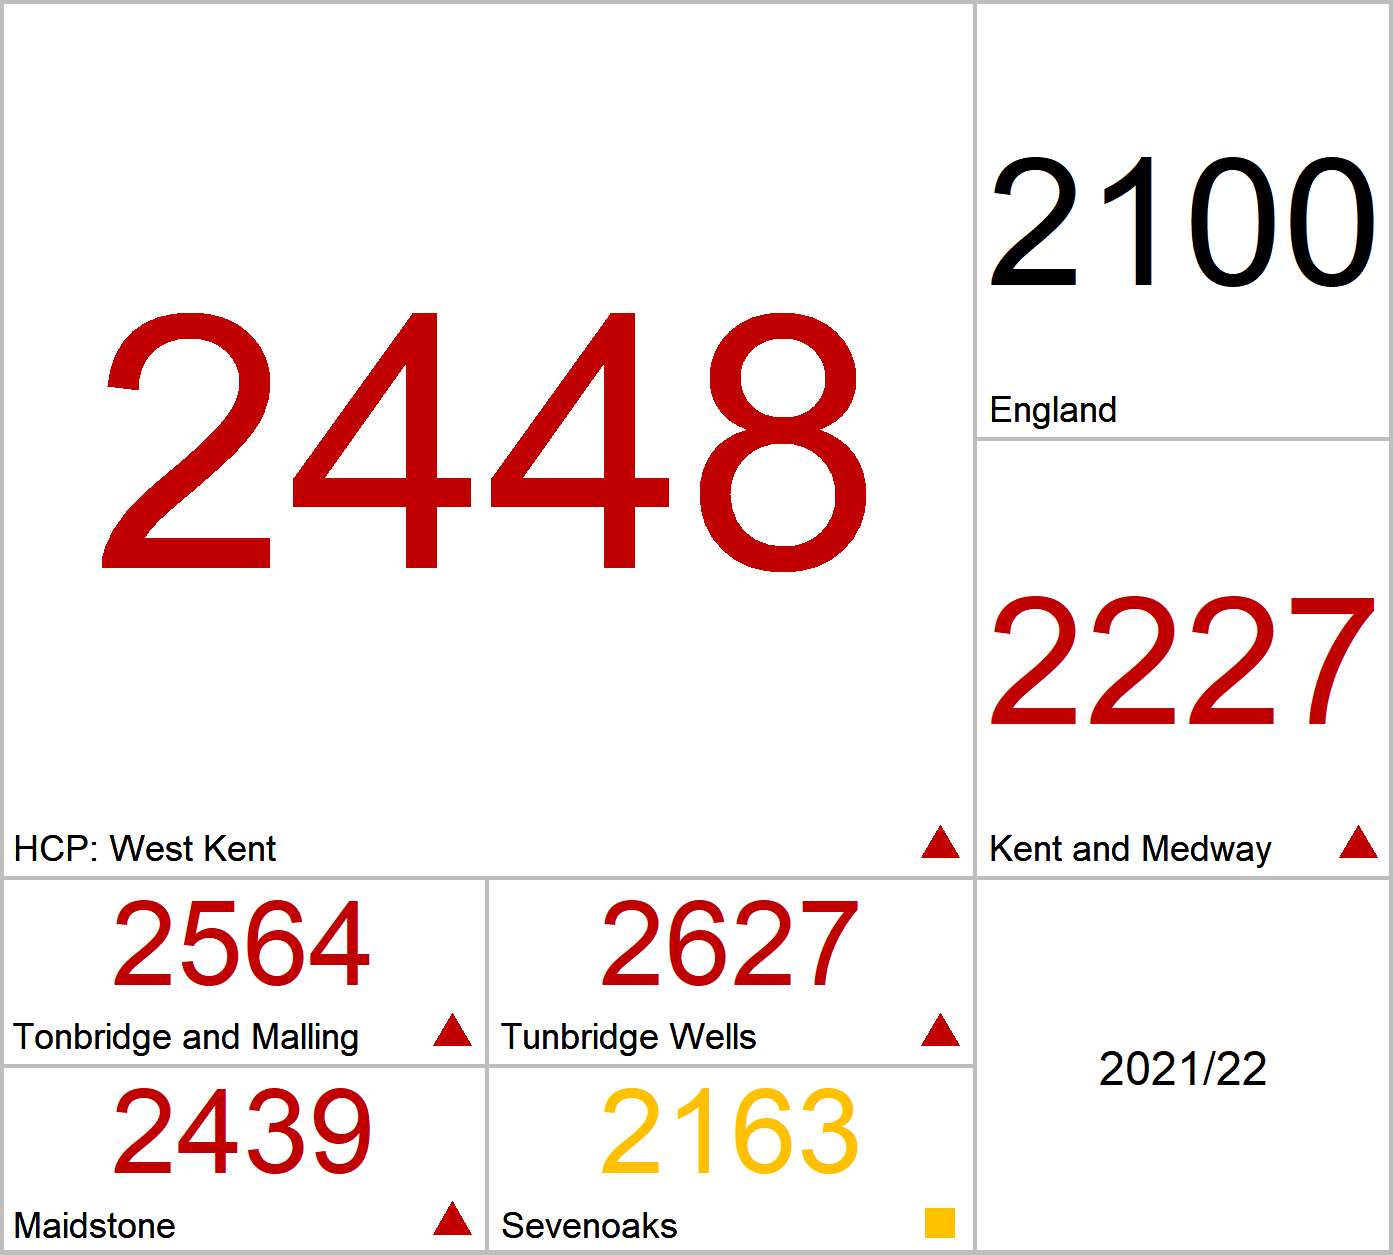 2448
HCP: West Kent
2100
England
2227
Kent and Medway
2564
Tonbridge and Malling
2627
Tunbridge Wells
2439
Maidstone
2163
Sevenoaks
2021/22